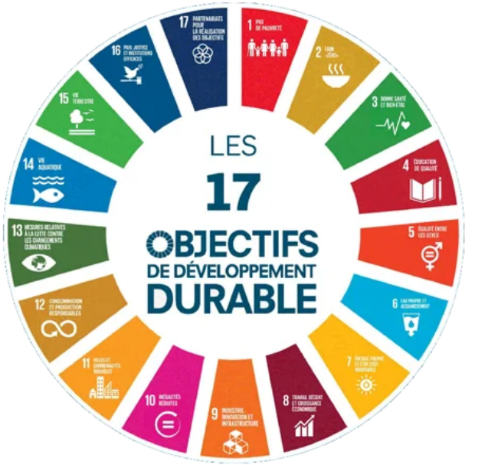 LES
17
OBJECTIFS
DE DÉVELOPPEMENT
DURABLE
1 PAS
DE PAUVRETÉ
2 FAIM
«ZÉRO»
3 BONNE SANTÉ
ET BIEN-ÊTRE
4 ÉDUCATION
DE QUALITÉ
5 ÉGALITÉ ENTRE
LES SEXES
6 EAU PROPRE ET
ASSAINISSEMENT
7 ÉNERGIE PROPRE
ET D'UN COÛT
ABORDABLE
8 TRAVAIL DÉCENT
ET CROISSANCE
ÉCONOMIQUE
9 INDUSTRIE,
INNOVATION ET
INFRASTRUCTURE
10 INÉGALITÉS
RÉDUITES
11 VILLES ET
COMMUNAUTÉS
DURABLES
12 CONSOMMATION
ET PRODUCTION
RESPONSABLES
13 MESURES RELATIVES
À LA LUTTE CONTRE
LES CHANGEMENTS
CLIMATIQUES
14 VIE
AQUATIQUE
15 VIE
TERRESTRE
16 PAIX, JUSTICE
ET INSTITUTIONS
EFFICACES
17 PARTENARIATS
POUR
LA RÉALISATION
DES OBJECTIFS